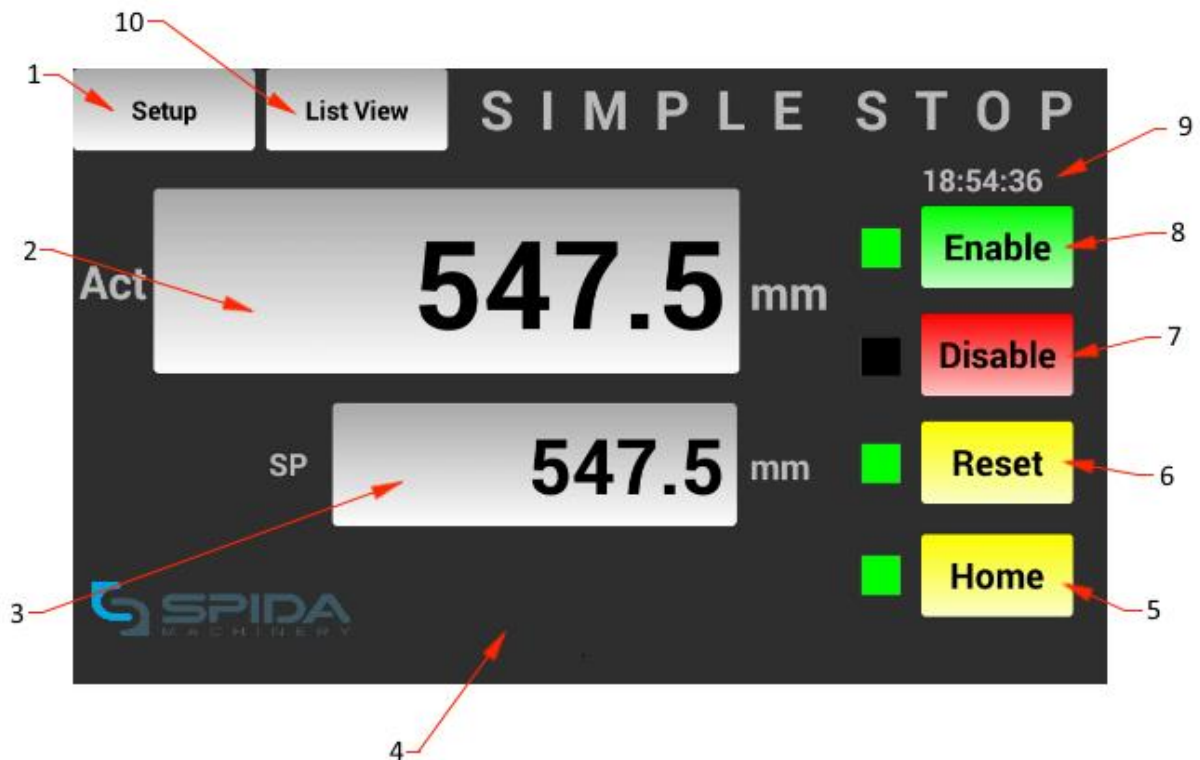 10
1
Setup
List View
SIMPLE STOP
9
18:54:36
2
Act
547.5
mm
Enable
8
Disable
7
SP
547.5
mm
Reset
6
3
SPIDA
MACHINERY
Home
5
4